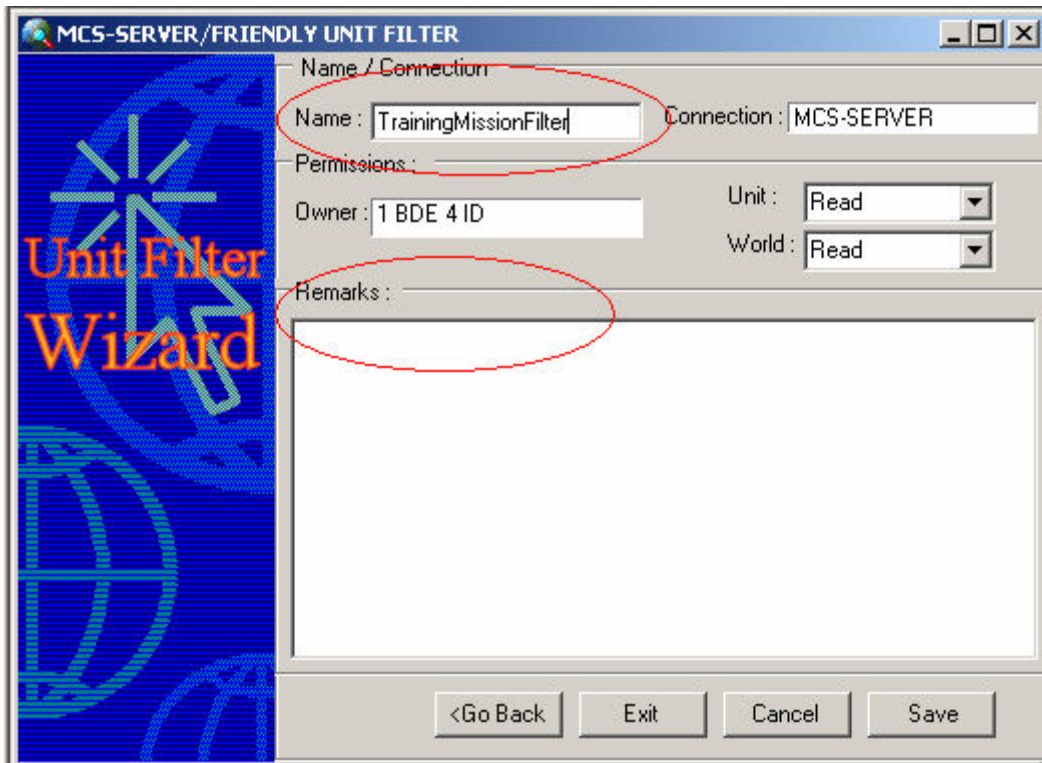 MCS-SERVER/FRIENDLY UNIT FILTER
Unit Filter
Wizard
Name / Connection
Name : TrainingMissionFilter Connection : MCS-SERVER
Permissions :
Owner : 1 BDE 4 ID Unit : Read
World : Read
Remarks :
<Go Back Exit Cancel Save